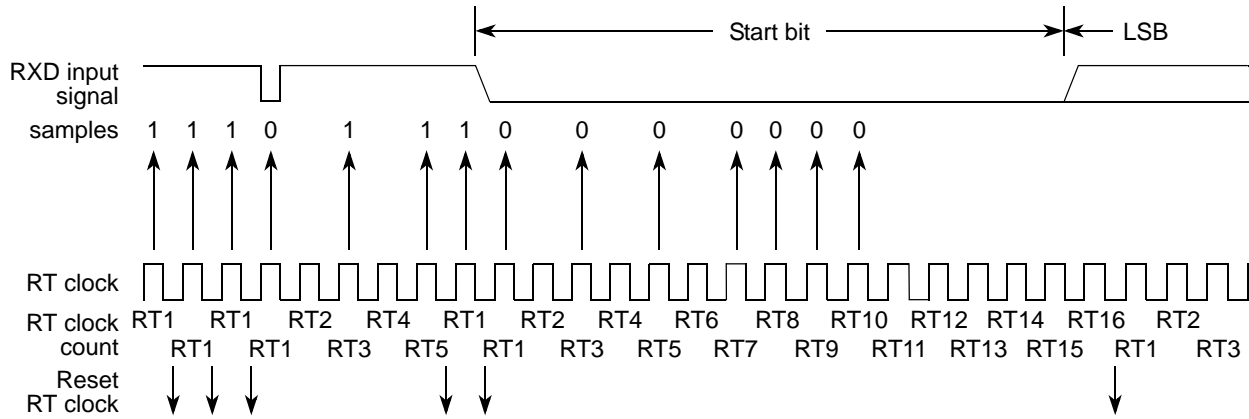 Start bit
LSB
RXD input
signal
samples 1 1 1 0 1 1 1 0 0 0 0 0 0 0
RT clock
RT clock
count
RT1 RT1 RT2 RT4 RT1 RT2 RT4 RT6 RT8 RT10 RT12 RT14 RT16 RT2
RT1 RT1 RT3 RT5 RT1 RT3 RT5 RT7 RT9 RT11 RT13 RT15 RT1 RT3
Reset
RT clock